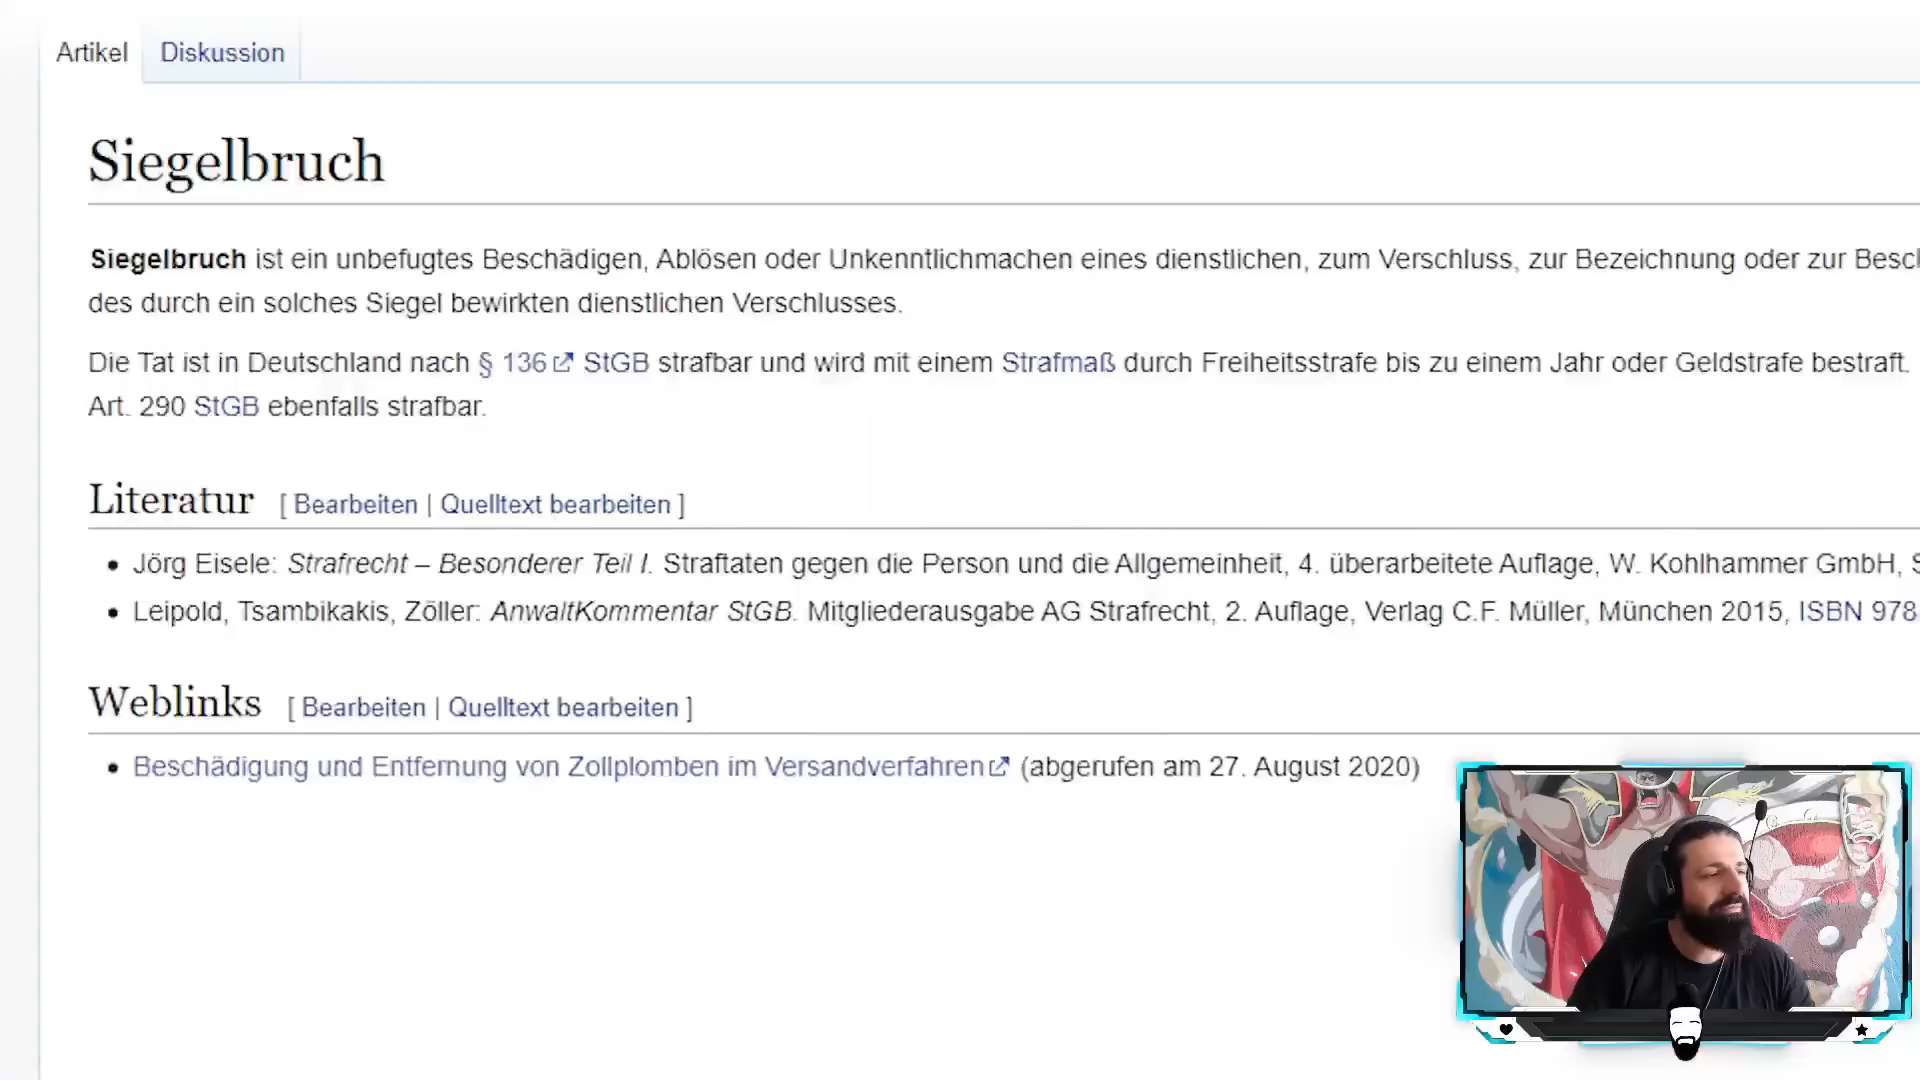 Artikel Diskussion
Siegelbruch
Siegelbruch ist ein unbefugtes Beschädigen, Ablösen oder Unkenntlichmachen eines dienstlichen, zum Verschluss, zur Bezeichnung oder zur
des durch ein solches Siegel bewirkten dienstlichen Verschlusses.
Die Tat ist in Deutschland nach § 136 StGB strafbar und wird mit einem Strafmaß durch Freiheitsstrafe bis zu einem Jahr oder Geldstrafe bestraft.
Art. 290 StGB ebenfalls strafbar.
Literatur [ Bearbeiten | Quelltext bearbeiten ]
• Jörg Eisele: Strafrecht – Besonderer Teil I. Straftaten gegen die Person und die Allgemeinheit, 4. überarbeitete Auflage, W. Kohlhammer GmbH,
• Leipold, Tsambikakis, Zöller: AnwaltKommentar StGB. Mitgliederausgabe AG Strafrecht, 2. Auflage, Verlag C.F. Müller, München 2015, ISBN 978
Weblinks [ Bearbeiten | Quelltext bearbeiten ]
• Beschädigung und Entfernung von Zollplomben im Versandverfahren (abgerufen am 27. August 2020)